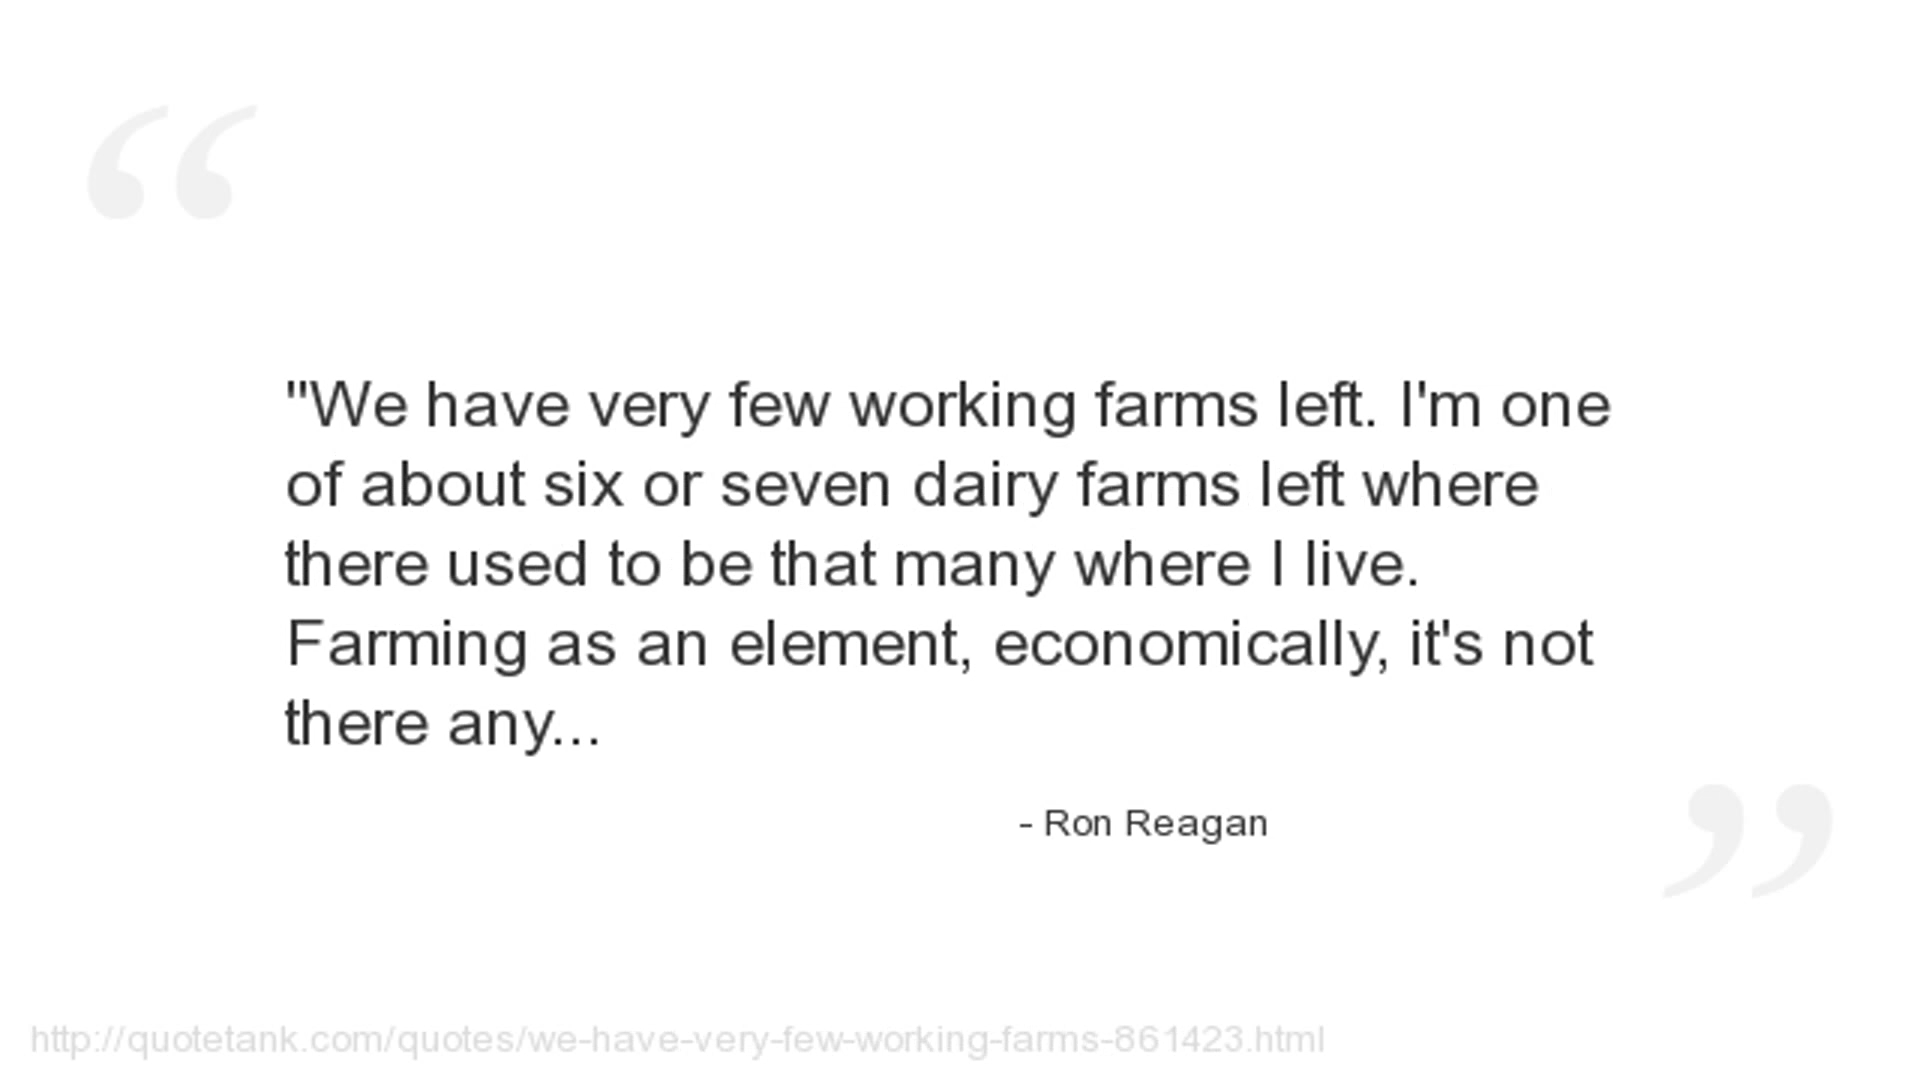 "We have very few working farms left. I'm one
of about six or seven dairy farms left where
there used to be that many where I live.
Farming as an element, economically, it's not
there any...
- Ron Reagan
http://quotetank.com/quotes/we-have-very-few-working-farms-861423.html